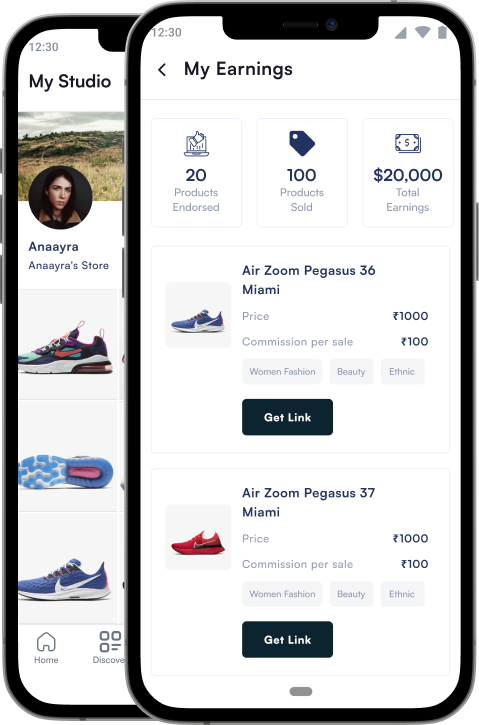 12:30
My Studio
Anaayra
Anaayra's Store
Home
Discove
12:30
My Earnings
20
Products
Endorsed
100
Products
Sold
$20,000
Total
Earnings
Air Zoom Pegasus 36
Miami
Price ₹1000
Commission per sale ₹100
Women Fashion Beauty Ethnic
Get Link
Air Zoom Pegasus 37
Miami
Price ₹1000
Commission per sale ₹100
Women Fashion Beauty Ethnic
Get Link